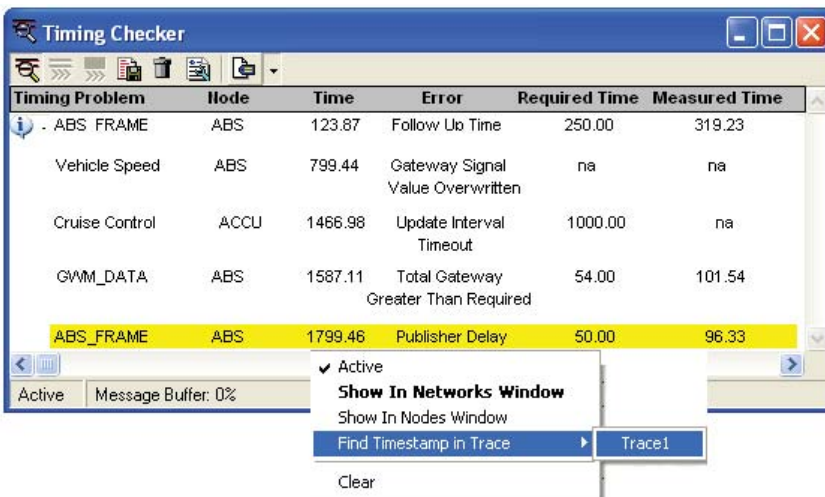 Timing Checker
Timing Problem Node Time Error Required Time Measured Time
ABS FRAME ABS 123.87 Follow Up Time 250.00 319.23
Vehicle Speed ABS 799.44 Gateway Signal na na
Value Overwritten
Cruise Control ACCU 1466.98 Update Interval 1000.00 na
Timeout
GWM_DATA ABS 1587.11 Total Gateway 54.00 101.54
Greater Than Required
ABS_FRAME ABS 1799.46 Publisher Delay 50.00 96.33
Active Message Buffer: 0%
Active
Show In Networks Window
Show In Nodes Window
Find Timestamp in Trace Trace1
Clear